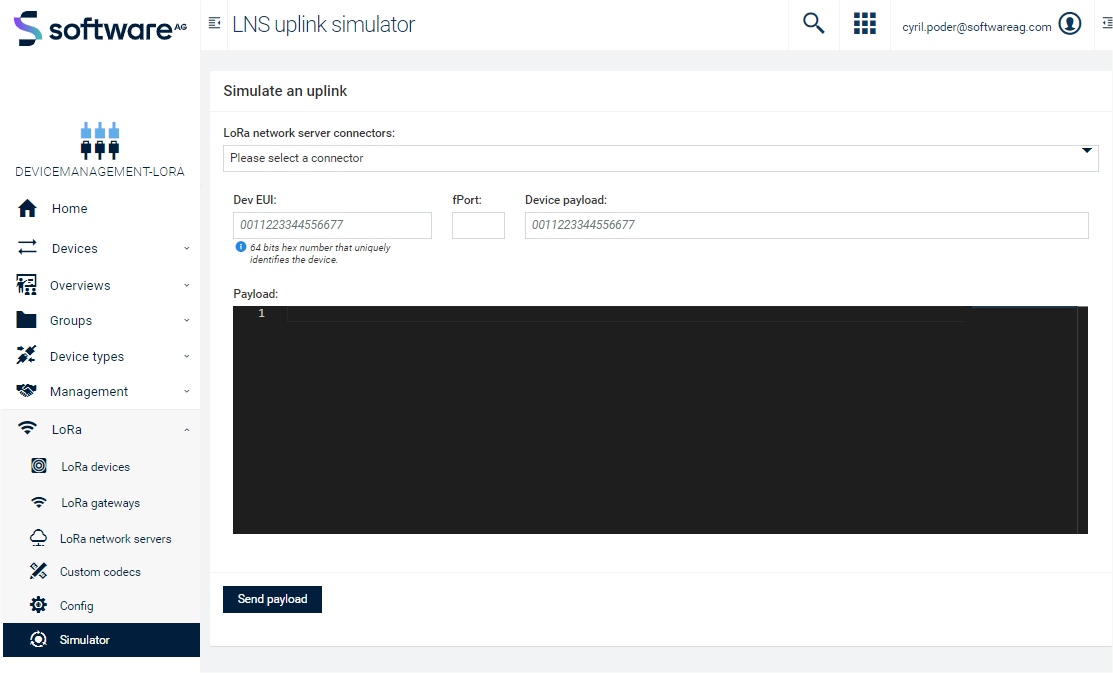 software AG
LNS uplink simulator
cyril.poder@softwareag.com
DEVICEMANAGEMENT-LORA
Home
Devices
Overviews
Groups
Device types
Management
LoRa
LoRa devices
LoRa gateways
LoRa network servers
Custom codecs
Config
Simulator
Simulate an uplink
LoRa network server connectors:
Please select a connector
Dev EUI: fPort: Device payload:
0011223344556677 0011223344556677
64 bits hex number that uniquely
identifies the device.
Payload:
1
Send payload